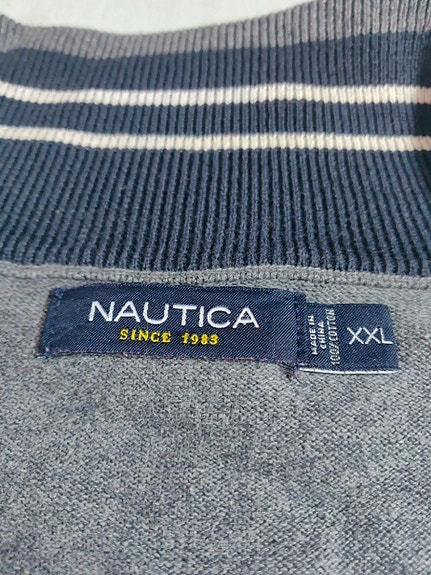 NAUTICA
SINCE 1983
MADE IN
CHINA
100% COTTON
XXL